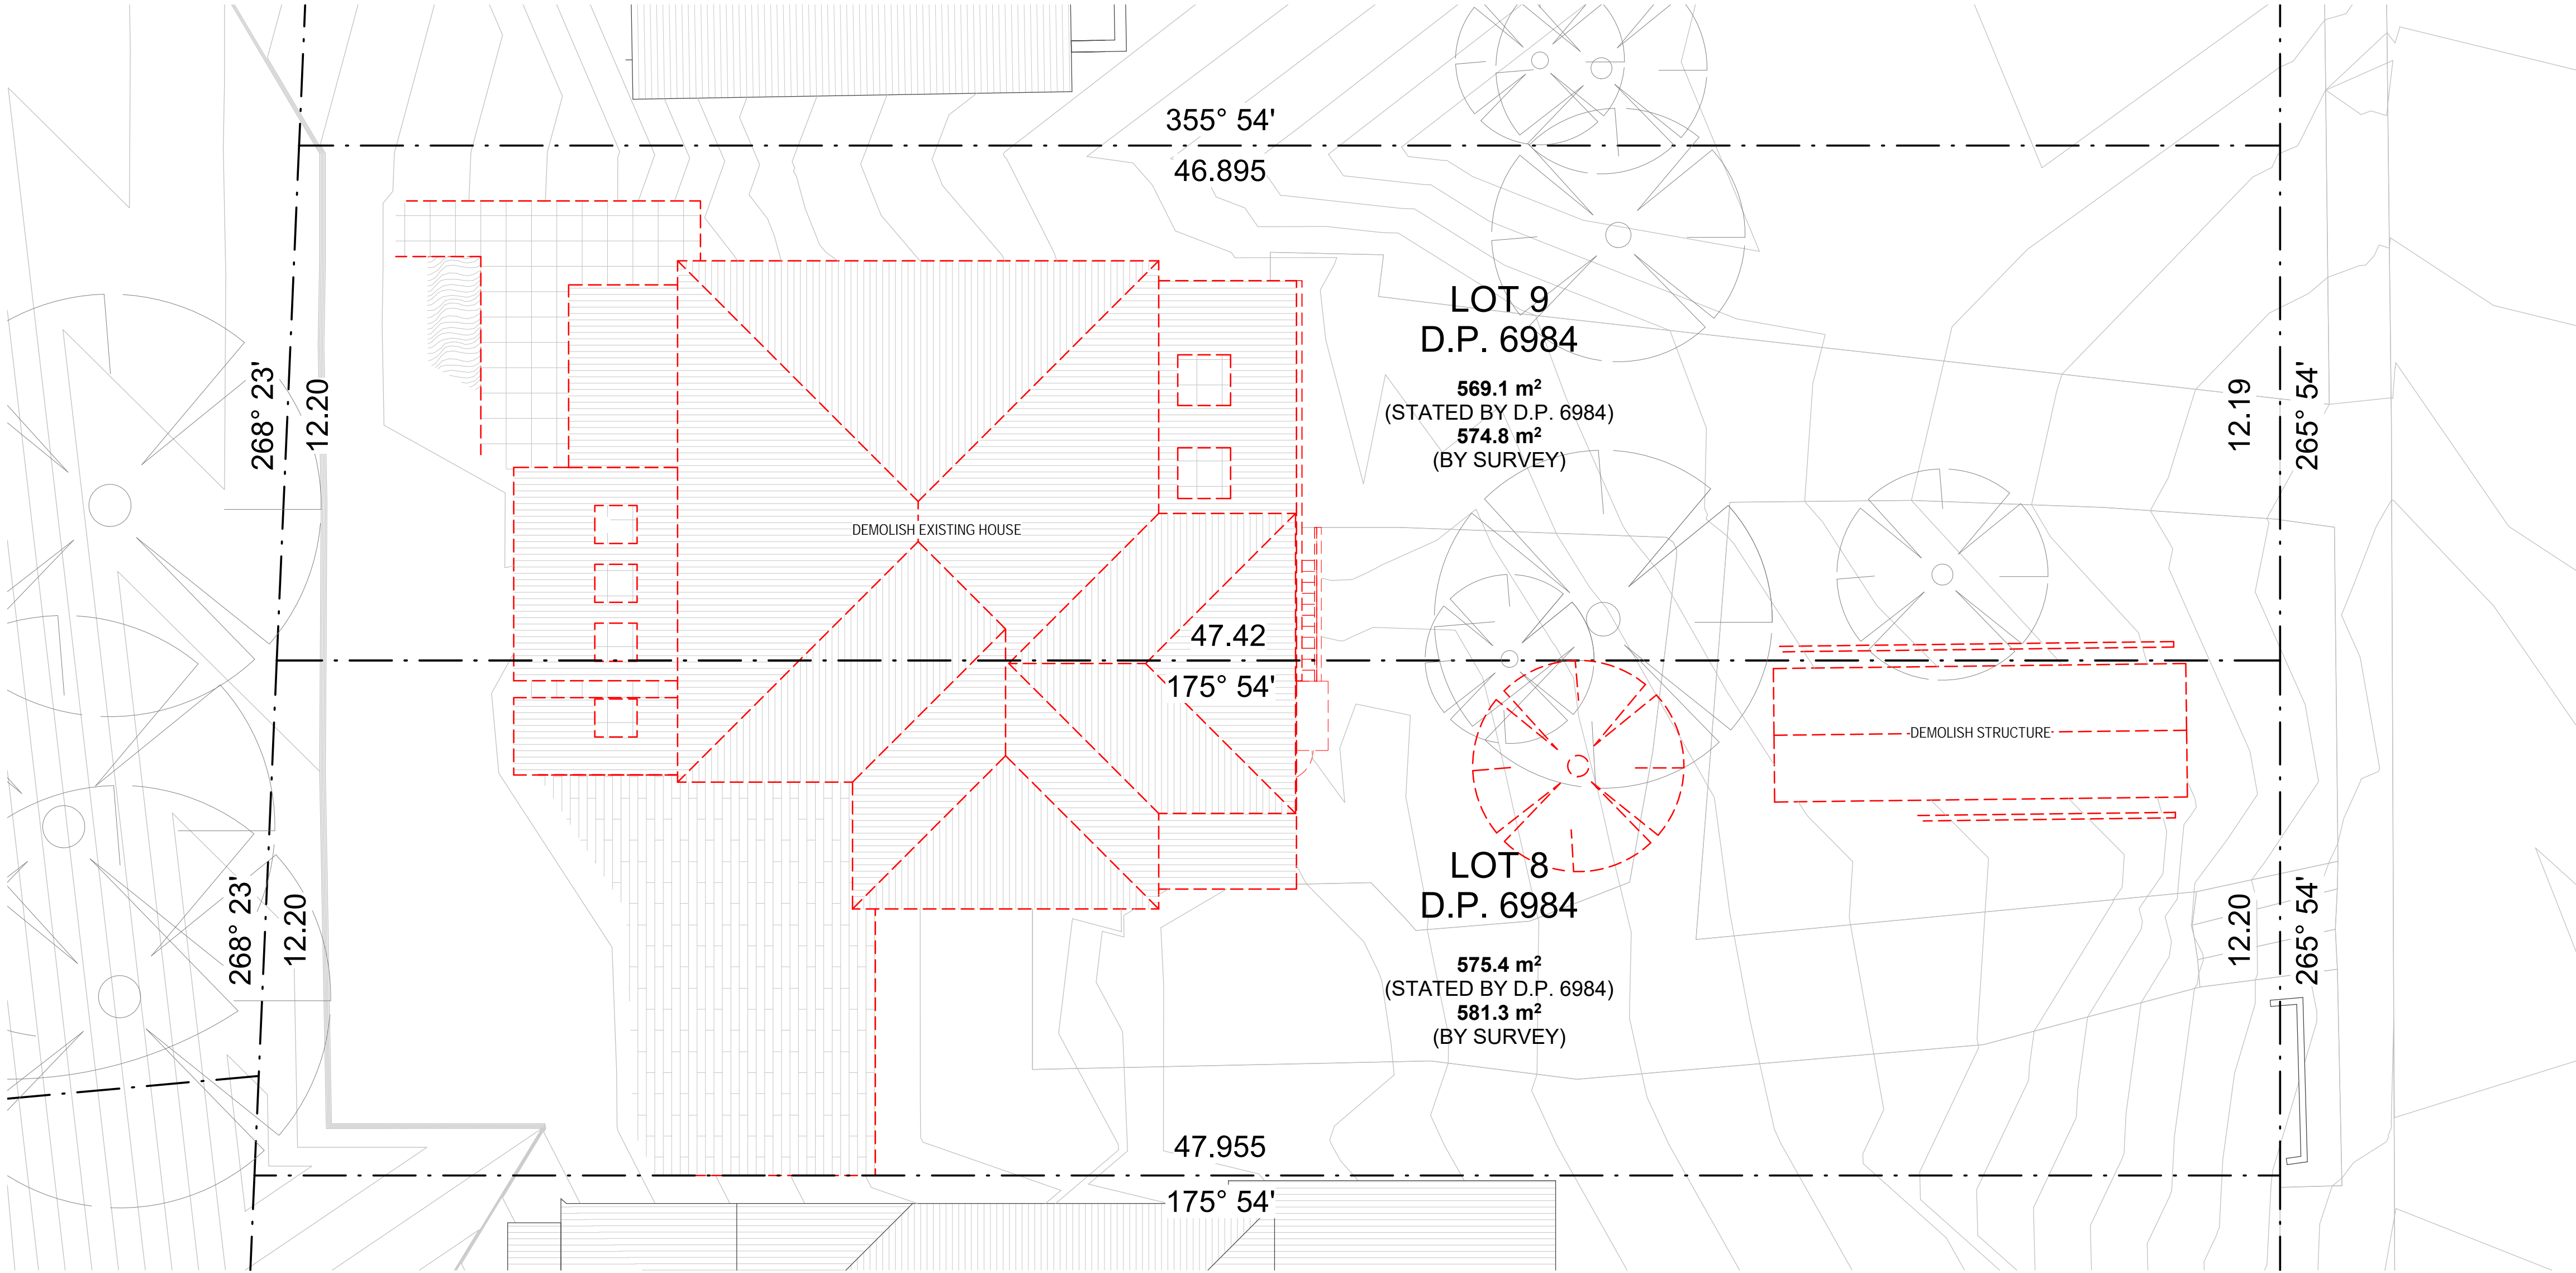 355° 54'
46.895
LOT 9
D.P. 6984
569.1 m²
(STATED BY D.P. 6984)
574.8 m²
(BY SURVEY)
268° 23'
12.20
12.19
265° 54'
DEMOLISH EXISTING HOUSE
47.42
175° 54'
DEMOLISH STRUCTURE
LOT 8
D.P. 6984
575.4 m²
(STATED BY D.P. 6984)
581.3 m²
(BY SURVEY)
268° 23'
12.20
12.20
265° 54'
47.955
175° 54'